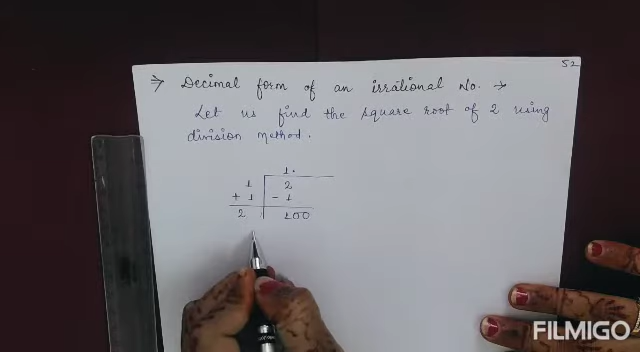 52
⇒ Decimal form of an irrational No. →
Let us find the square root of 2 using
division method.
1.
1 2
+ 1 - 1
2 100
FILMIGO